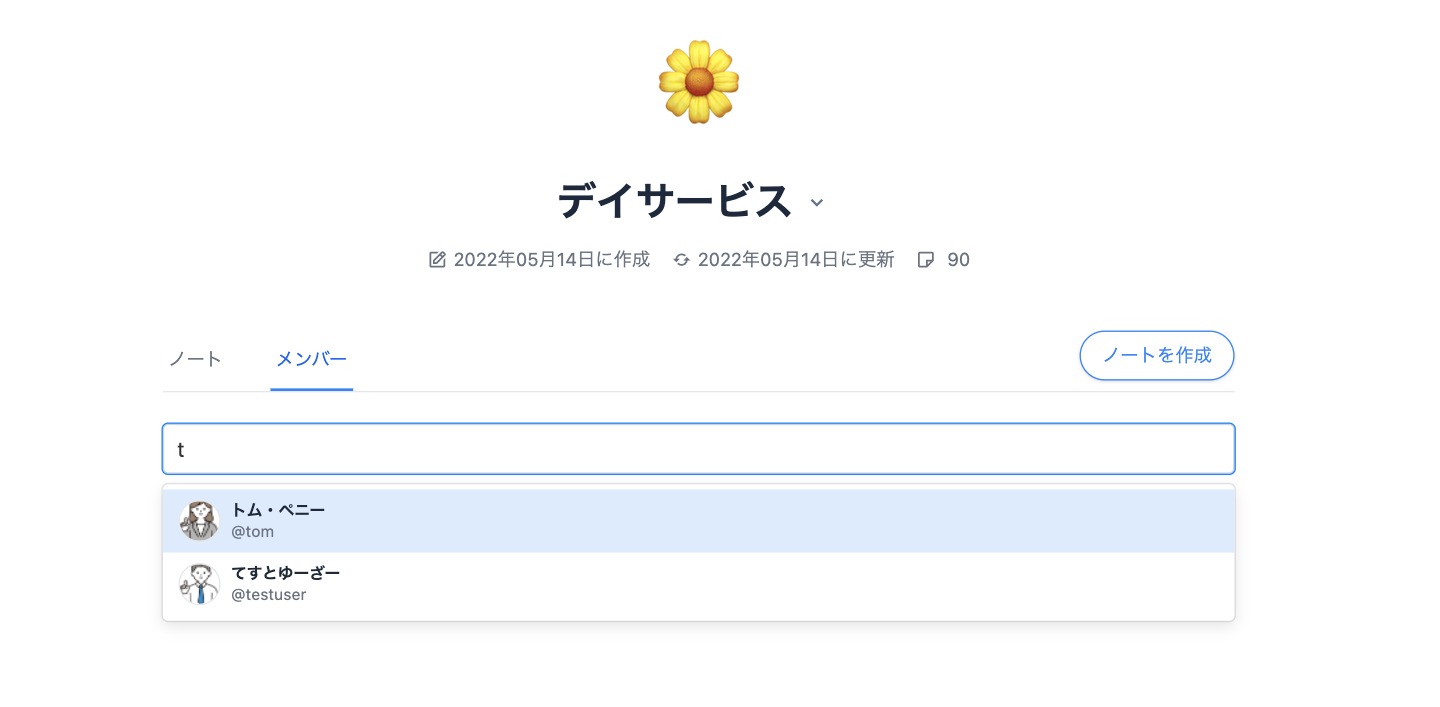 デイサービス
2022年05月14日に作成 2022年05月14日に更新 90
ノート メンバー ノートを作成
t
トム・ペニー
@tom
てすとゆーざー
@testuser